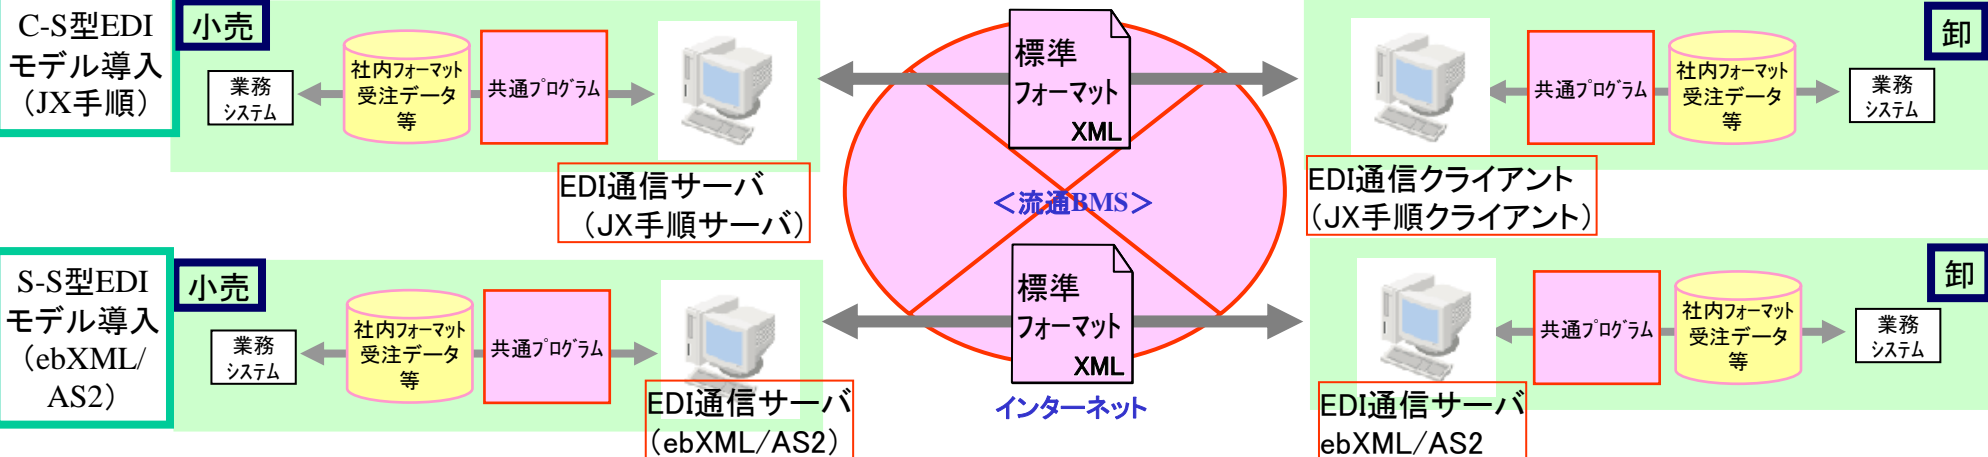 C-S型EDI
モデル導入
（JX手順）
小売
業務
システム
社内フォーマット
受注データ
等
共通プログラム
EDI通信サーバ
（JX手順サーバ）
標準
フォーマット
XML
＜流通BMS＞
卸
EDI通信クライアント
（JX手順クライアント）
共通プログラム
社内フォーマット
受注データ
等
業務
システム
S-S型EDI
モデル導入
（ebXML/
AS2）
小売
業務
システム
社内フォーマット
受注データ
等
共通プログラム
EDI通信サーバ
（ebXML/AS2）
標準
フォーマット
XML
インターネット
卸
EDI通信サーバ
ebXML/AS2
共通プログラム
社内フォーマット
受注データ
等
業務
システム